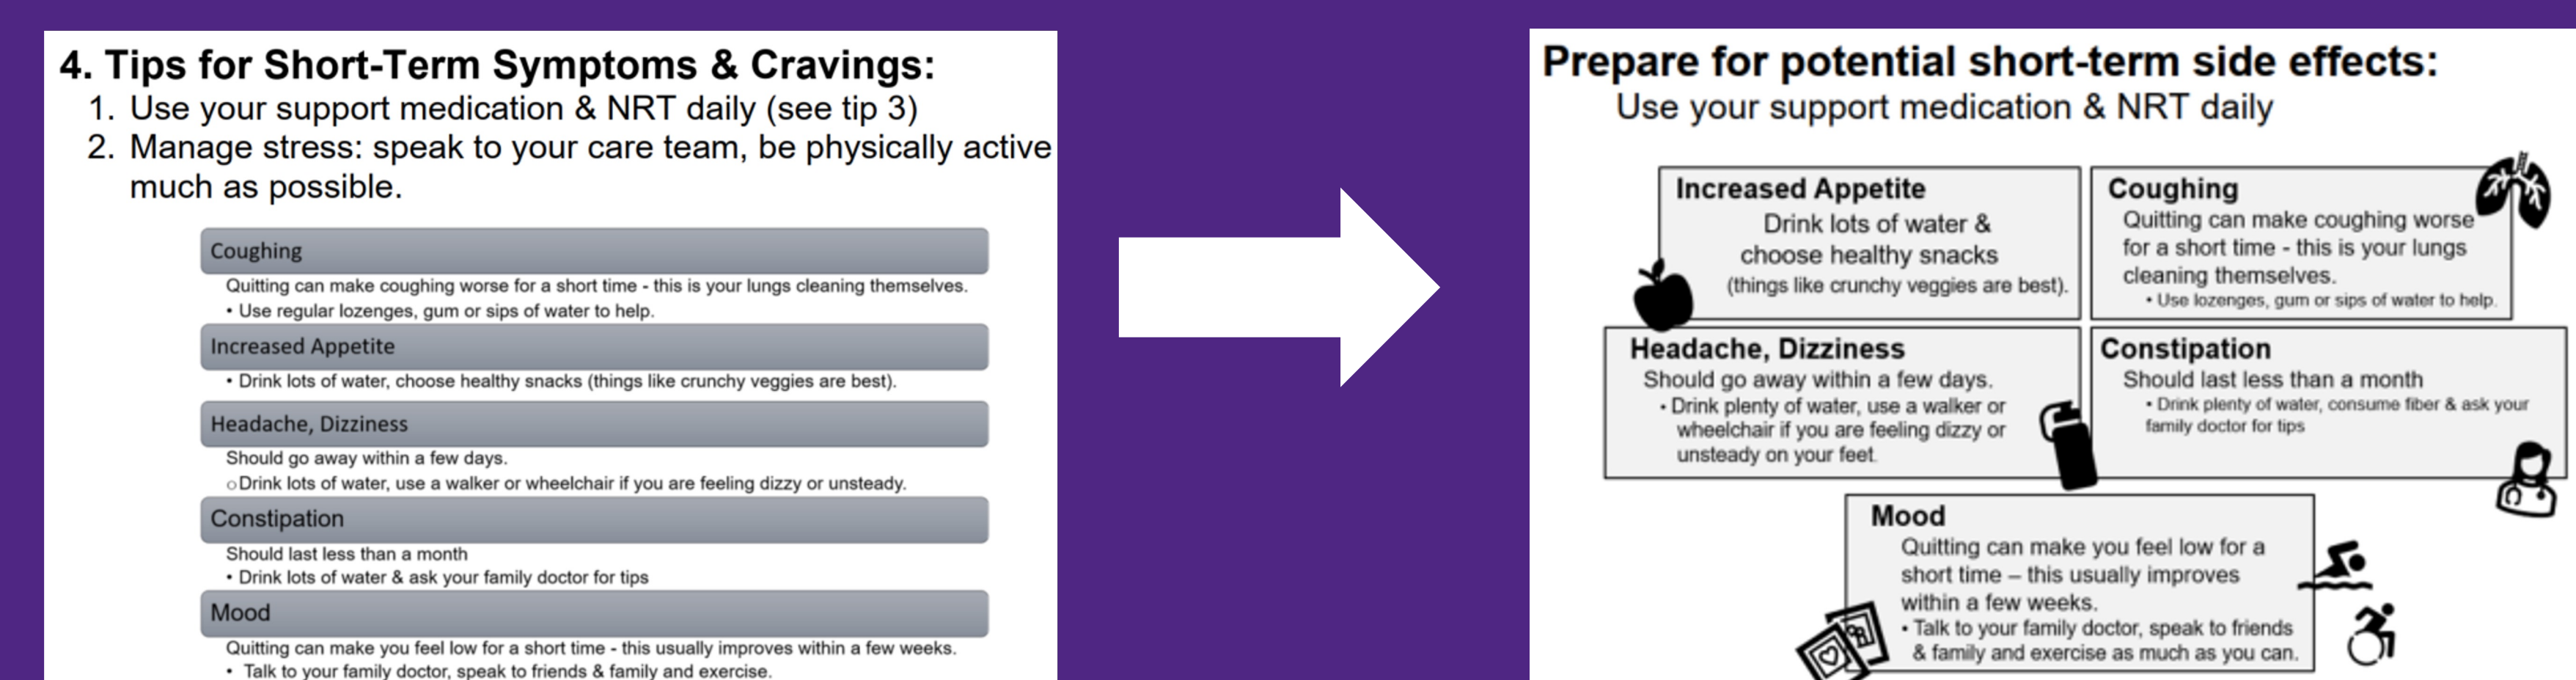 4. Tips for Short-Term Symptoms & Cravings:
1. Use your support medication & NRT daily (see tip 3)
2. Manage stress: speak to your care team, be physically active
much as possible.
Coughing
Quitting can make coughing worse for a short time - this is your lungs cleaning themselves.
• Use regular lozenges, gum or sips of water to help.
Increased Appetite
• Drink lots of water, choose healthy snacks (things like crunchy veggies are best).
Headache, Dizziness
Should go away within a few days.
○Drink lots of water, use a walker or wheelchair if you are feeling dizzy or unsteady.
Constipation
Should last less than a month
• Drink lots of water & ask your family doctor for tips
Mood
Quitting can make you feel low for a short time - this usually improves within a few weeks.
• Talk to your family doctor, speak to friends & family and exercise.
Prepare for potential short-term side effects:
Use your support medication & NRT daily
Increased Appetite
Drink lots of water &
choose healthy snacks
(things like crunchy veggies are best).
Coughing
Quitting can make coughing worse
for a short time - this is your lungs
cleaning themselves.
• Use lozenges, gum or sips of water to help.
Headache, Dizziness
Should go away within a few days.
• Drink plenty of water, use a walker or
wheelchair if you are feeling dizzy or
unsteady on your feet.
Constipation
Should last less than a month
• Drink plenty of water, consume fiber & ask your
family doctor for tips
Mood
Quitting can make you feel low for a
short time – this usually improves
within a few weeks.
• Talk to your family doctor, speak to friends
& family and exercise as much as you can.